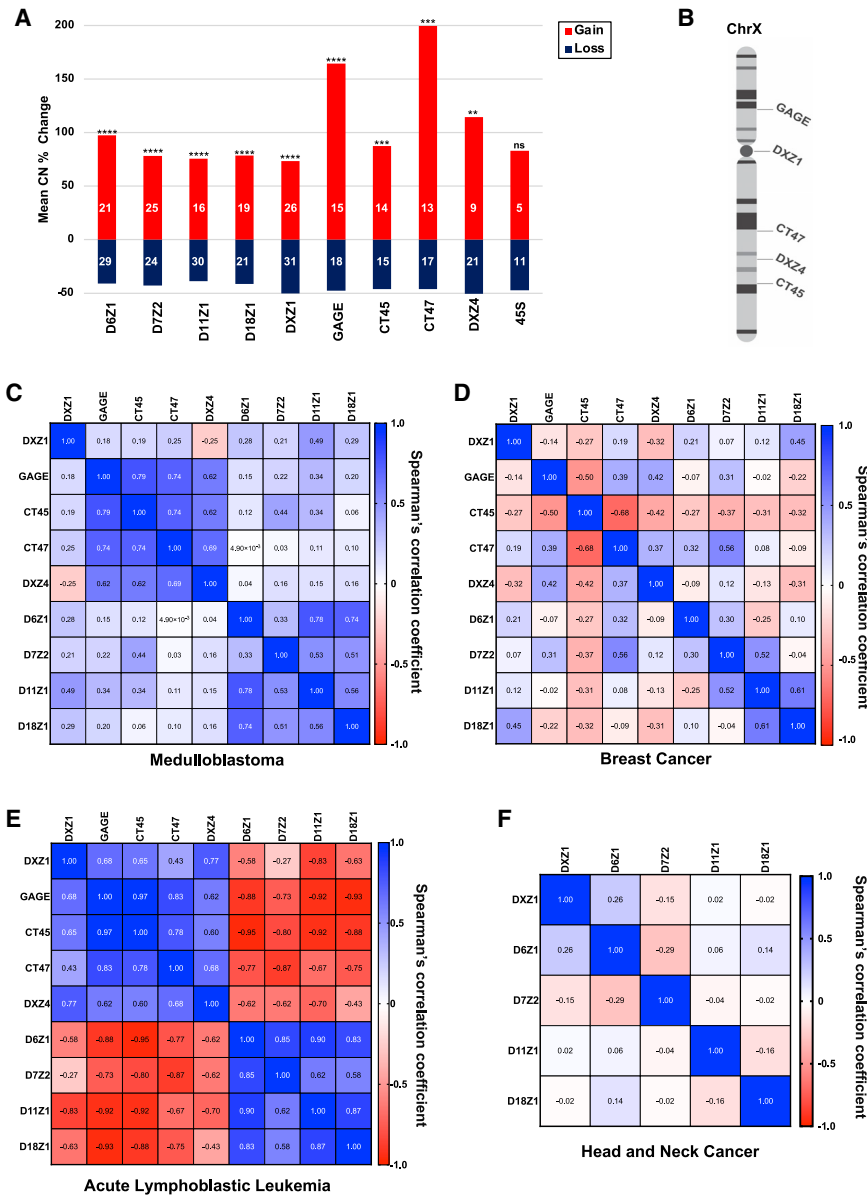 A
Gain
Loss
Mean CN % Change
200
150
100
50
0
-50
**** **** **** **** **** **** *** *** ** ns
21 25 16 19 26 15 14 13 9 5
29 24 30 21 31 18 15 17 21 11
D6Z1 D7Z2 D11Z1 D18Z1 DXZ1 GAGE CT45 CT47 DXZ4 45S
B
ChrX
GAGE
DXZ1
CT47
DXZ4
CT45
C
DXZ1 GAGE CT45 CT47 DXZ4 D6Z1 D7Z2 D11Z1 D18Z1
DXZ1 1.00 0.18 0.19 0.25 -0.25 0.28 0.21 0.49 0.29
GAGE 0.18 1.00 0.79 0.74 0.62 0.15 0.22 0.34 0.20
CT45 0.19 0.79 1.00 0.74 0.62 0.12 0.44 0.34 0.06
CT47 0.25 0.74 0.74 1.00 0.69 4.90×10⁻³ 0.03 0.11 0.10
DXZ4 -0.25 0.62 0.62 0.69 1.00 0.04 0.16 0.15 0.16
D6Z1 0.28 0.15 0.12 4.90×10⁻³ 0.04 1.00 0.33 0.78 0.74
D7Z2 0.21 0.22 0.44 0.03 0.16 0.33 1.00 0.53 0.51
D11Z1 0.49 0.34 0.34 0.11 0.15 0.78 0.53 1.00 0.56
D18Z1 0.29 0.20 0.06 0.10 0.16 0.74 0.51 0.56 1.00
1.0
0.5
0
-0.5
-1.0
Spearman's correlation coefficient
Medulloblastoma
D
DXZ1 GAGE CT45 CT47 DXZ4 D6Z1 D7Z2 D11Z1 D18Z1
DXZ1 1.00 -0.14 -0.27 0.19 -0.32 0.21 0.07 0.12 0.45
GAGE -0.14 1.00 -0.50 0.39 0.42 -0.07 0.31 -0.02 -0.22
CT45 -0.27 -0.50 1.00 -0.68 -0.42 -0.27 -0.37 -0.31 -0.32
CT47 0.19 0.39 -0.68 1.00 0.37 0.32 0.56 0.08 -0.09
DXZ4 -0.32 0.42 -0.42 0.37 1.00 -0.09 0.12 -0.13 -0.31
D6Z1 0.21 -0.07 -0.27 0.32 -0.09 1.00 0.30 -0.25 0.10
D7Z2 0.07 0.31 -0.37 0.56 0.12 0.30 1.00 0.52 -0.04
D11Z1 0.12 -0.02 -0.31 0.08 -0.13 -0.25 0.52 1.00 0.61
D18Z1 0.45 -0.22 -0.32 -0.09 -0.31 0.10 -0.04 0.61 1.00
1.0
0.5
0
-0.5
-1.0
Spearman's correlation coefficient
Breast Cancer
E
DXZ1 GAGE CT45 CT47 DXZ4 D6Z1 D7Z2 D11Z1 D18Z1
DXZ1 1.00 0.68 0.65 0.43 0.77 -0.58 -0.27 -0.83 -0.63
GAGE 0.68 1.00 0.97 0.83 0.62 -0.88 -0.73 -0.92 -0.93
CT45 0.65 0.97 1.00 0.78 0.60 -0.95 -0.80 -0.92 -0.88
CT47 0.43 0.83 0.78 1.00 0.68 -0.77 -0.87 -0.67 -0.75
DXZ4 0.77 0.62 0.60 0.68 1.00 -0.62 -0.62 -0.70 -0.43
D6Z1 -0.58 -0.88 -0.95 -0.77 -0.62 1.00 0.85 0.90 0.83
D7Z2 -0.27 -0.73 -0.80 -0.87 -0.62 0.85 1.00 0.62 0.58
D11Z1 -0.83 -0.92 -0.92 -0.67 -0.70 0.90 0.62 1.00 0.87
D18Z1 -0.63 -0.93 -0.88 -0.75 -0.43 0.83 0.58 0.87 1.00
1.0
0.5
0
-0.5
-1.0
Spearman's correlation coefficient
Acute Lymphoblastic Leukemia
F
DXZ1 D6Z1 D7Z2 D11Z1 D18Z1
DXZ1 1.00 0.26 -0.15 0.02 -0.02
D6Z1 0.26 1.00 -0.29 0.06 0.14
D7Z2 -0.15 -0.29 1.00 -0.04 -0.02
D11Z1 0.02 0.06 -0.04 1.00 -0.16
D18Z1 -0.02 0.14 -0.02 -0.16 1.00
1.0
0.5
0
-0.5
-1.0
Spearman's correlation coefficient
Head and Neck Cancer